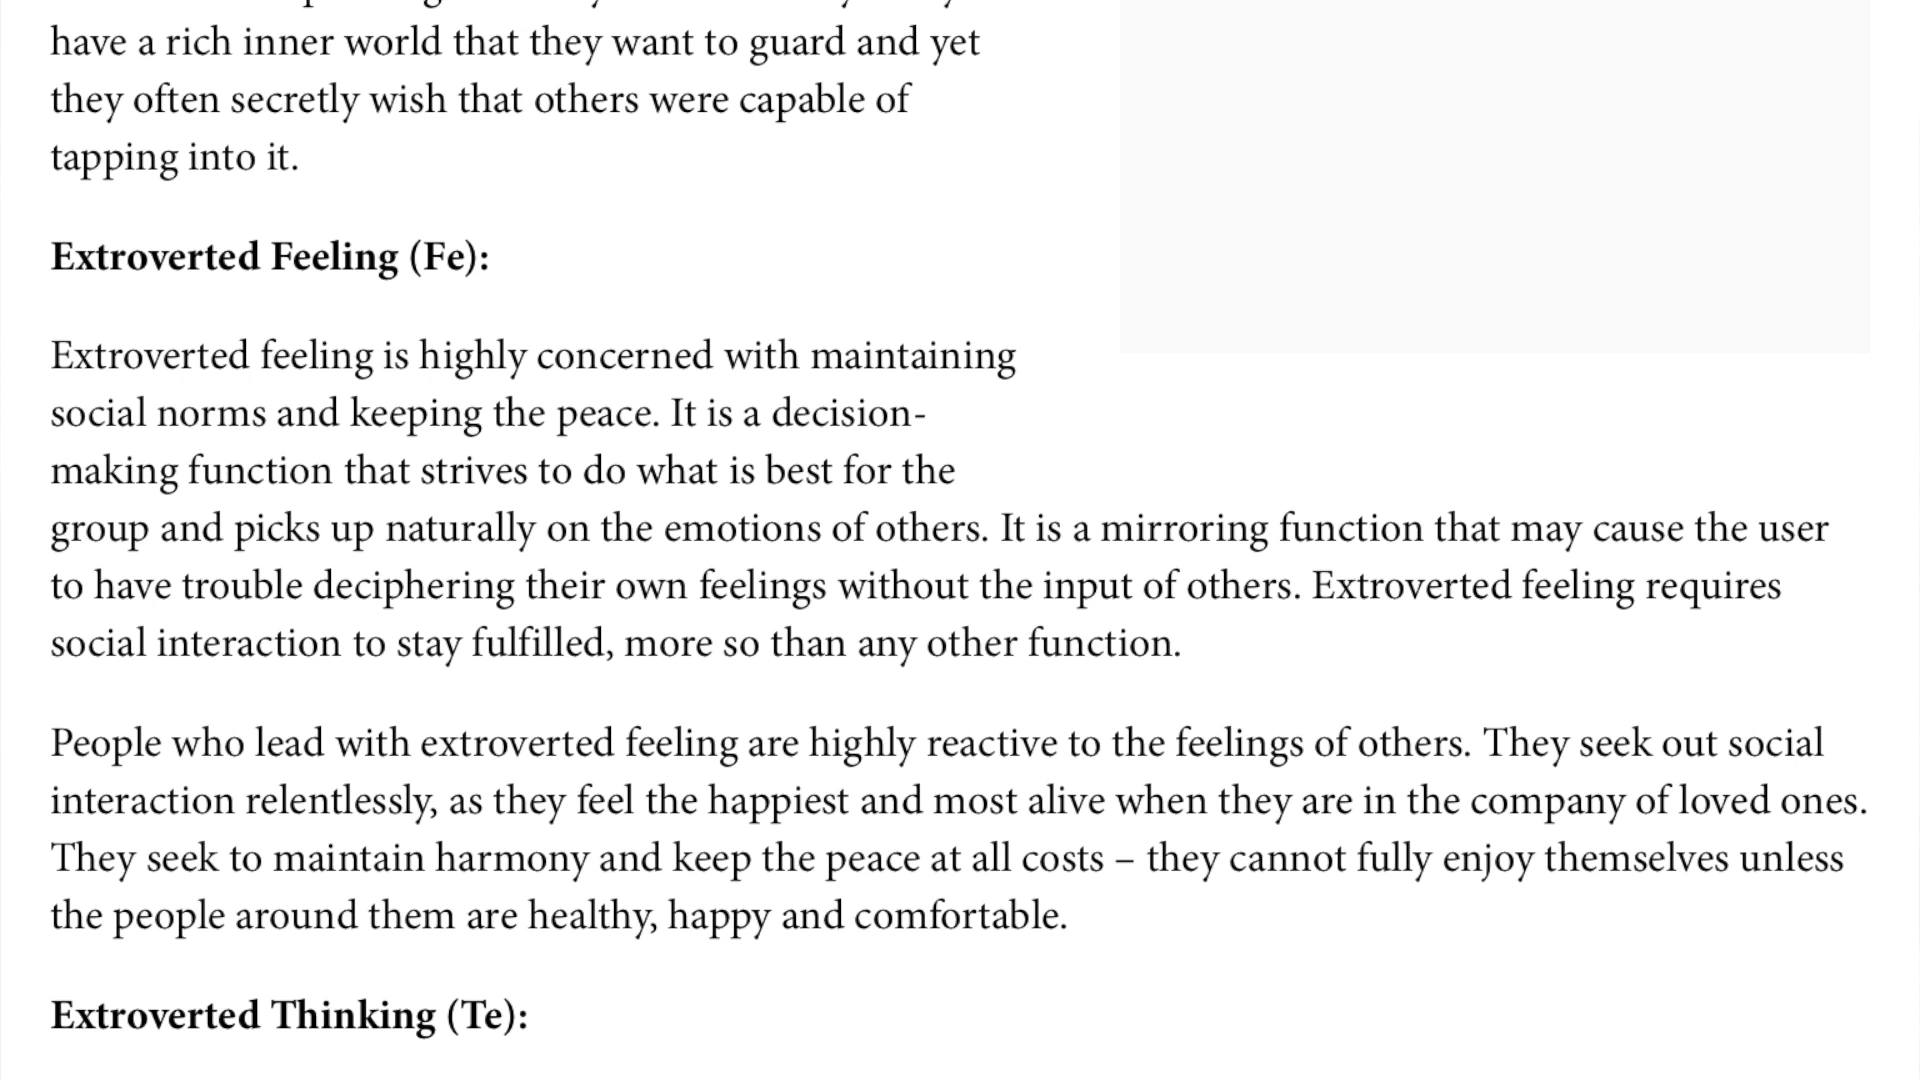 have a rich inner world that they want to guard and yet
they often secretly wish that others were capable of
tapping into it.
Extroverted Feeling (Fe):
Extroverted feeling is highly concerned with maintaining
social norms and keeping the peace. It is a decision-
making function that strives to do what is best for the
group and picks up naturally on the emotions of others. It is a mirroring function that may cause the user
to have trouble deciphering their own feelings without the input of others. Extroverted feeling requires
social interaction to stay fulfilled, more so than any other function.
People who lead with extroverted feeling are highly reactive to the feelings of others. They seek out social
interaction relentlessly, as they feel the happiest and most alive when they are in the company of loved ones.
They seek to maintain harmony and keep the peace at all costs – they cannot fully enjoy themselves unless
the people around them are healthy, happy and comfortable.
Extroverted Thinking (Te):